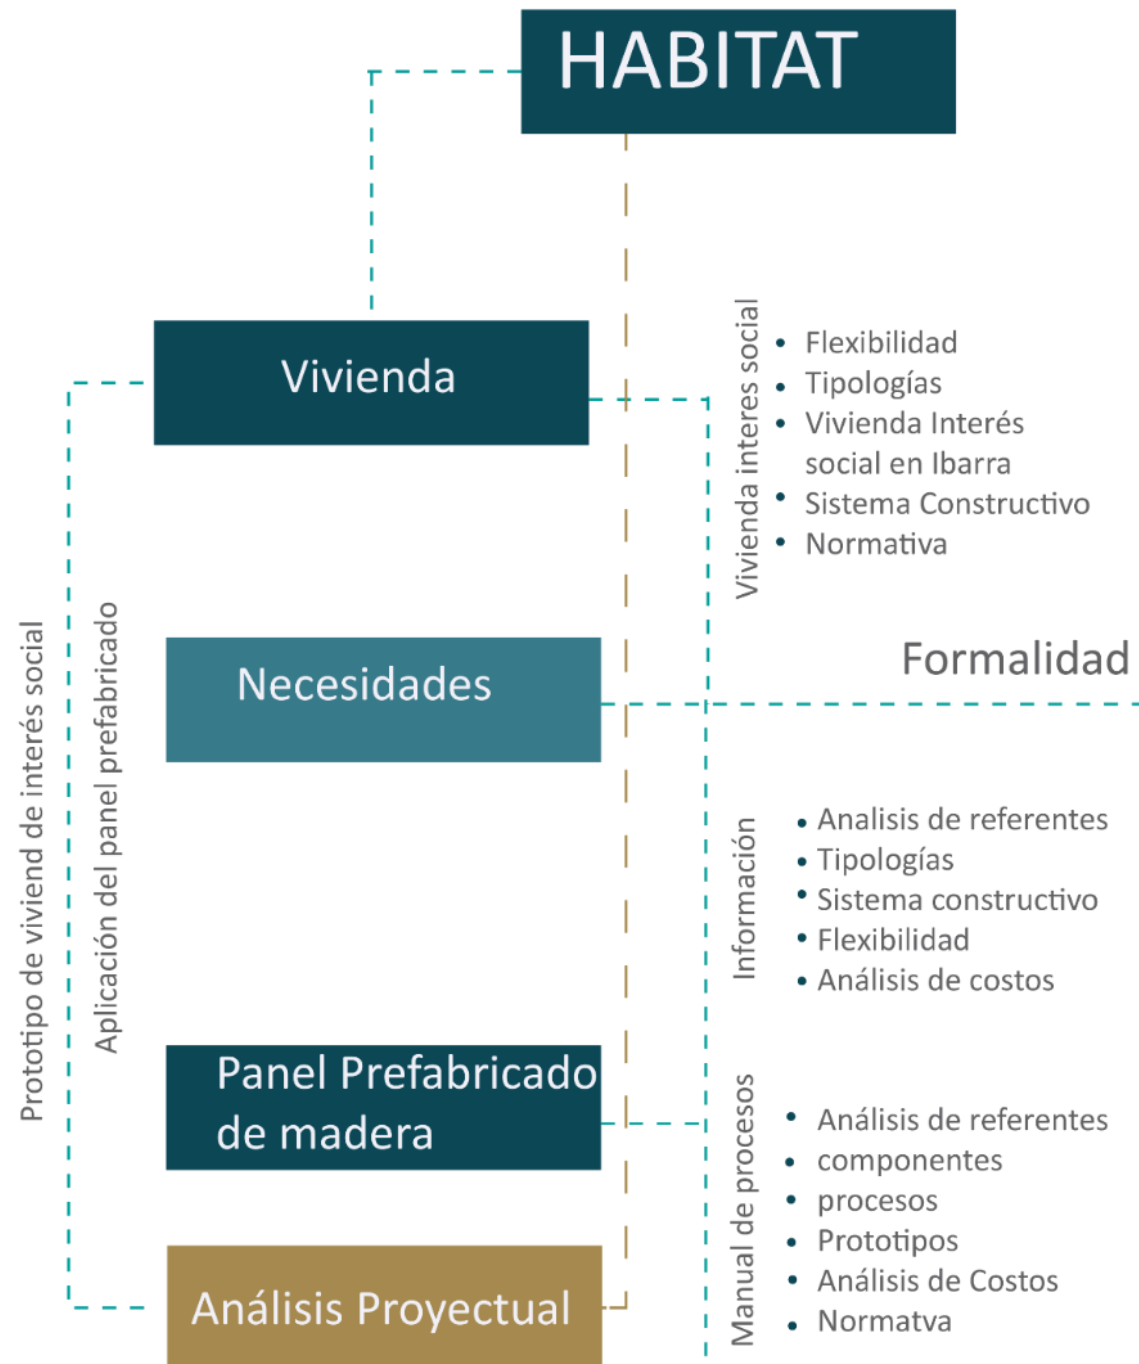 HABITAT
Vivienda
Vivienda interes social
Flexibilidad
Tipologías
Vivienda Interés
social en Ibarra
Sistema Constructivo
Normativa
Prototipo de viviend de interés social
Aplicación del panel prefabricado
Necesidades
Formalidad
Información
Analisis de referentes
Tipologías
Sistema constructivo
Flexibilidad
Análisis de costos
Panel Prefabricado
de madera
Manual de procesos
Análisis de referentes
componentes
procesos
Prototipos
Análisis de Costos
Normatva
Análisis Proyectual